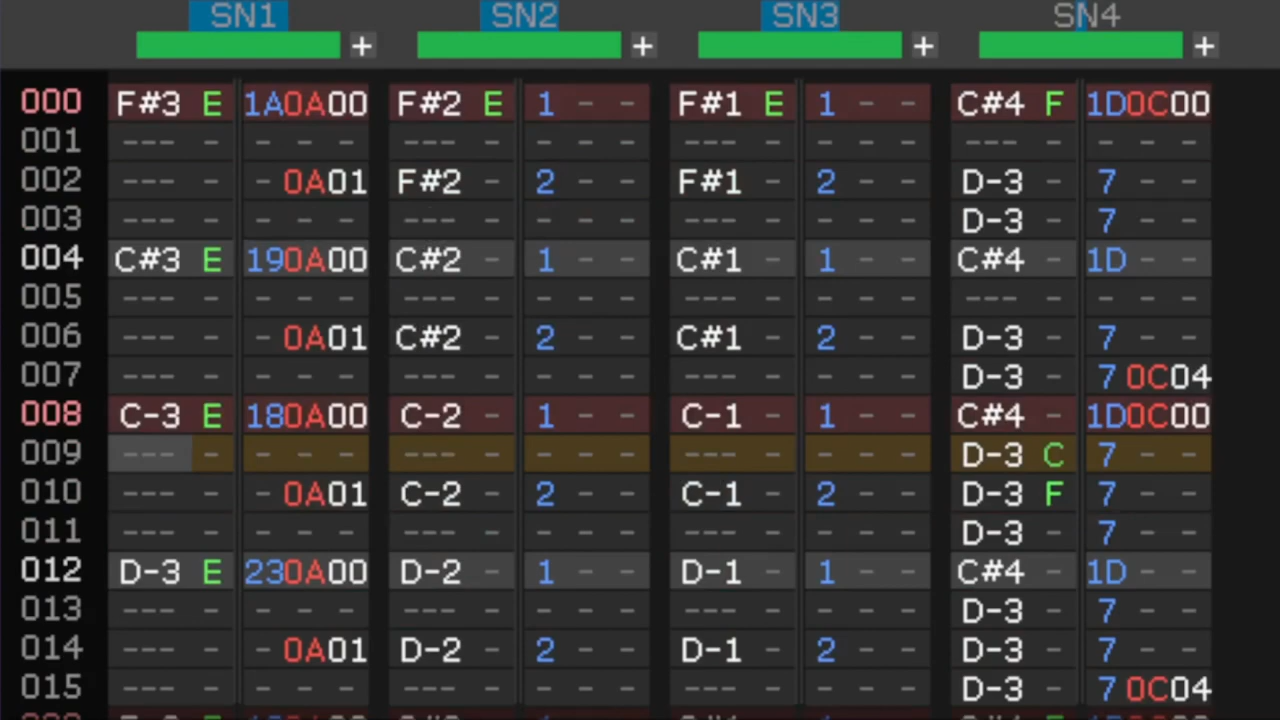 SN1 SN2 SN3 SN4
+ + + +
000 F#3 E 1A0A00 F#2 E 1 - - F#1 E 1 - - C#4 F 1D0C00
001 --- - - - - --- - - - - --- - - - - --- - - - -
002 --- - - 0A01 F#2 - 2 - - F#1 - 2 - - D-3 - 7 - -
003 --- - - - - --- - - - - --- - - - - D-3 - 7 - -
004 C#3 E 190A00 C#2 - 1 - - C#1 - 1 - - C#4 - 1D - -
005 --- - - - - --- - - - - --- - - - - --- - - - -
006 --- - - 0A01 C#2 - 2 - - C#1 - 2 - - D-3 - 7 - -
007 --- - - - - --- - - - - --- - - - - D-3 - 7 0C04
008 C-3 E 180A00 C-2 - 1 - - C-1 - 1 - - C#4 - 1D0C00
009 --- - - - - --- - - - - --- - - - - D-3 C 7 - -
010 --- - - 0A01 C-2 - 2 - - C-1 - 2 - - D-3 F 7 - -
011 --- - - - - --- - - - - --- - - - - D-3 - 7 - -
012 D-3 E 230A00 D-2 - 1 - - D-1 - 1 - - C#4 - 1D - -
013 --- - - - - --- - - - - --- - - - - D-3 - 7 - -
014 --- - - 0A01 D-2 - 2 - - D-1 - 2 - - D-3 - 7 - -
015 --- - - - - --- - - - - --- - - - - D-3 - 7 0C04